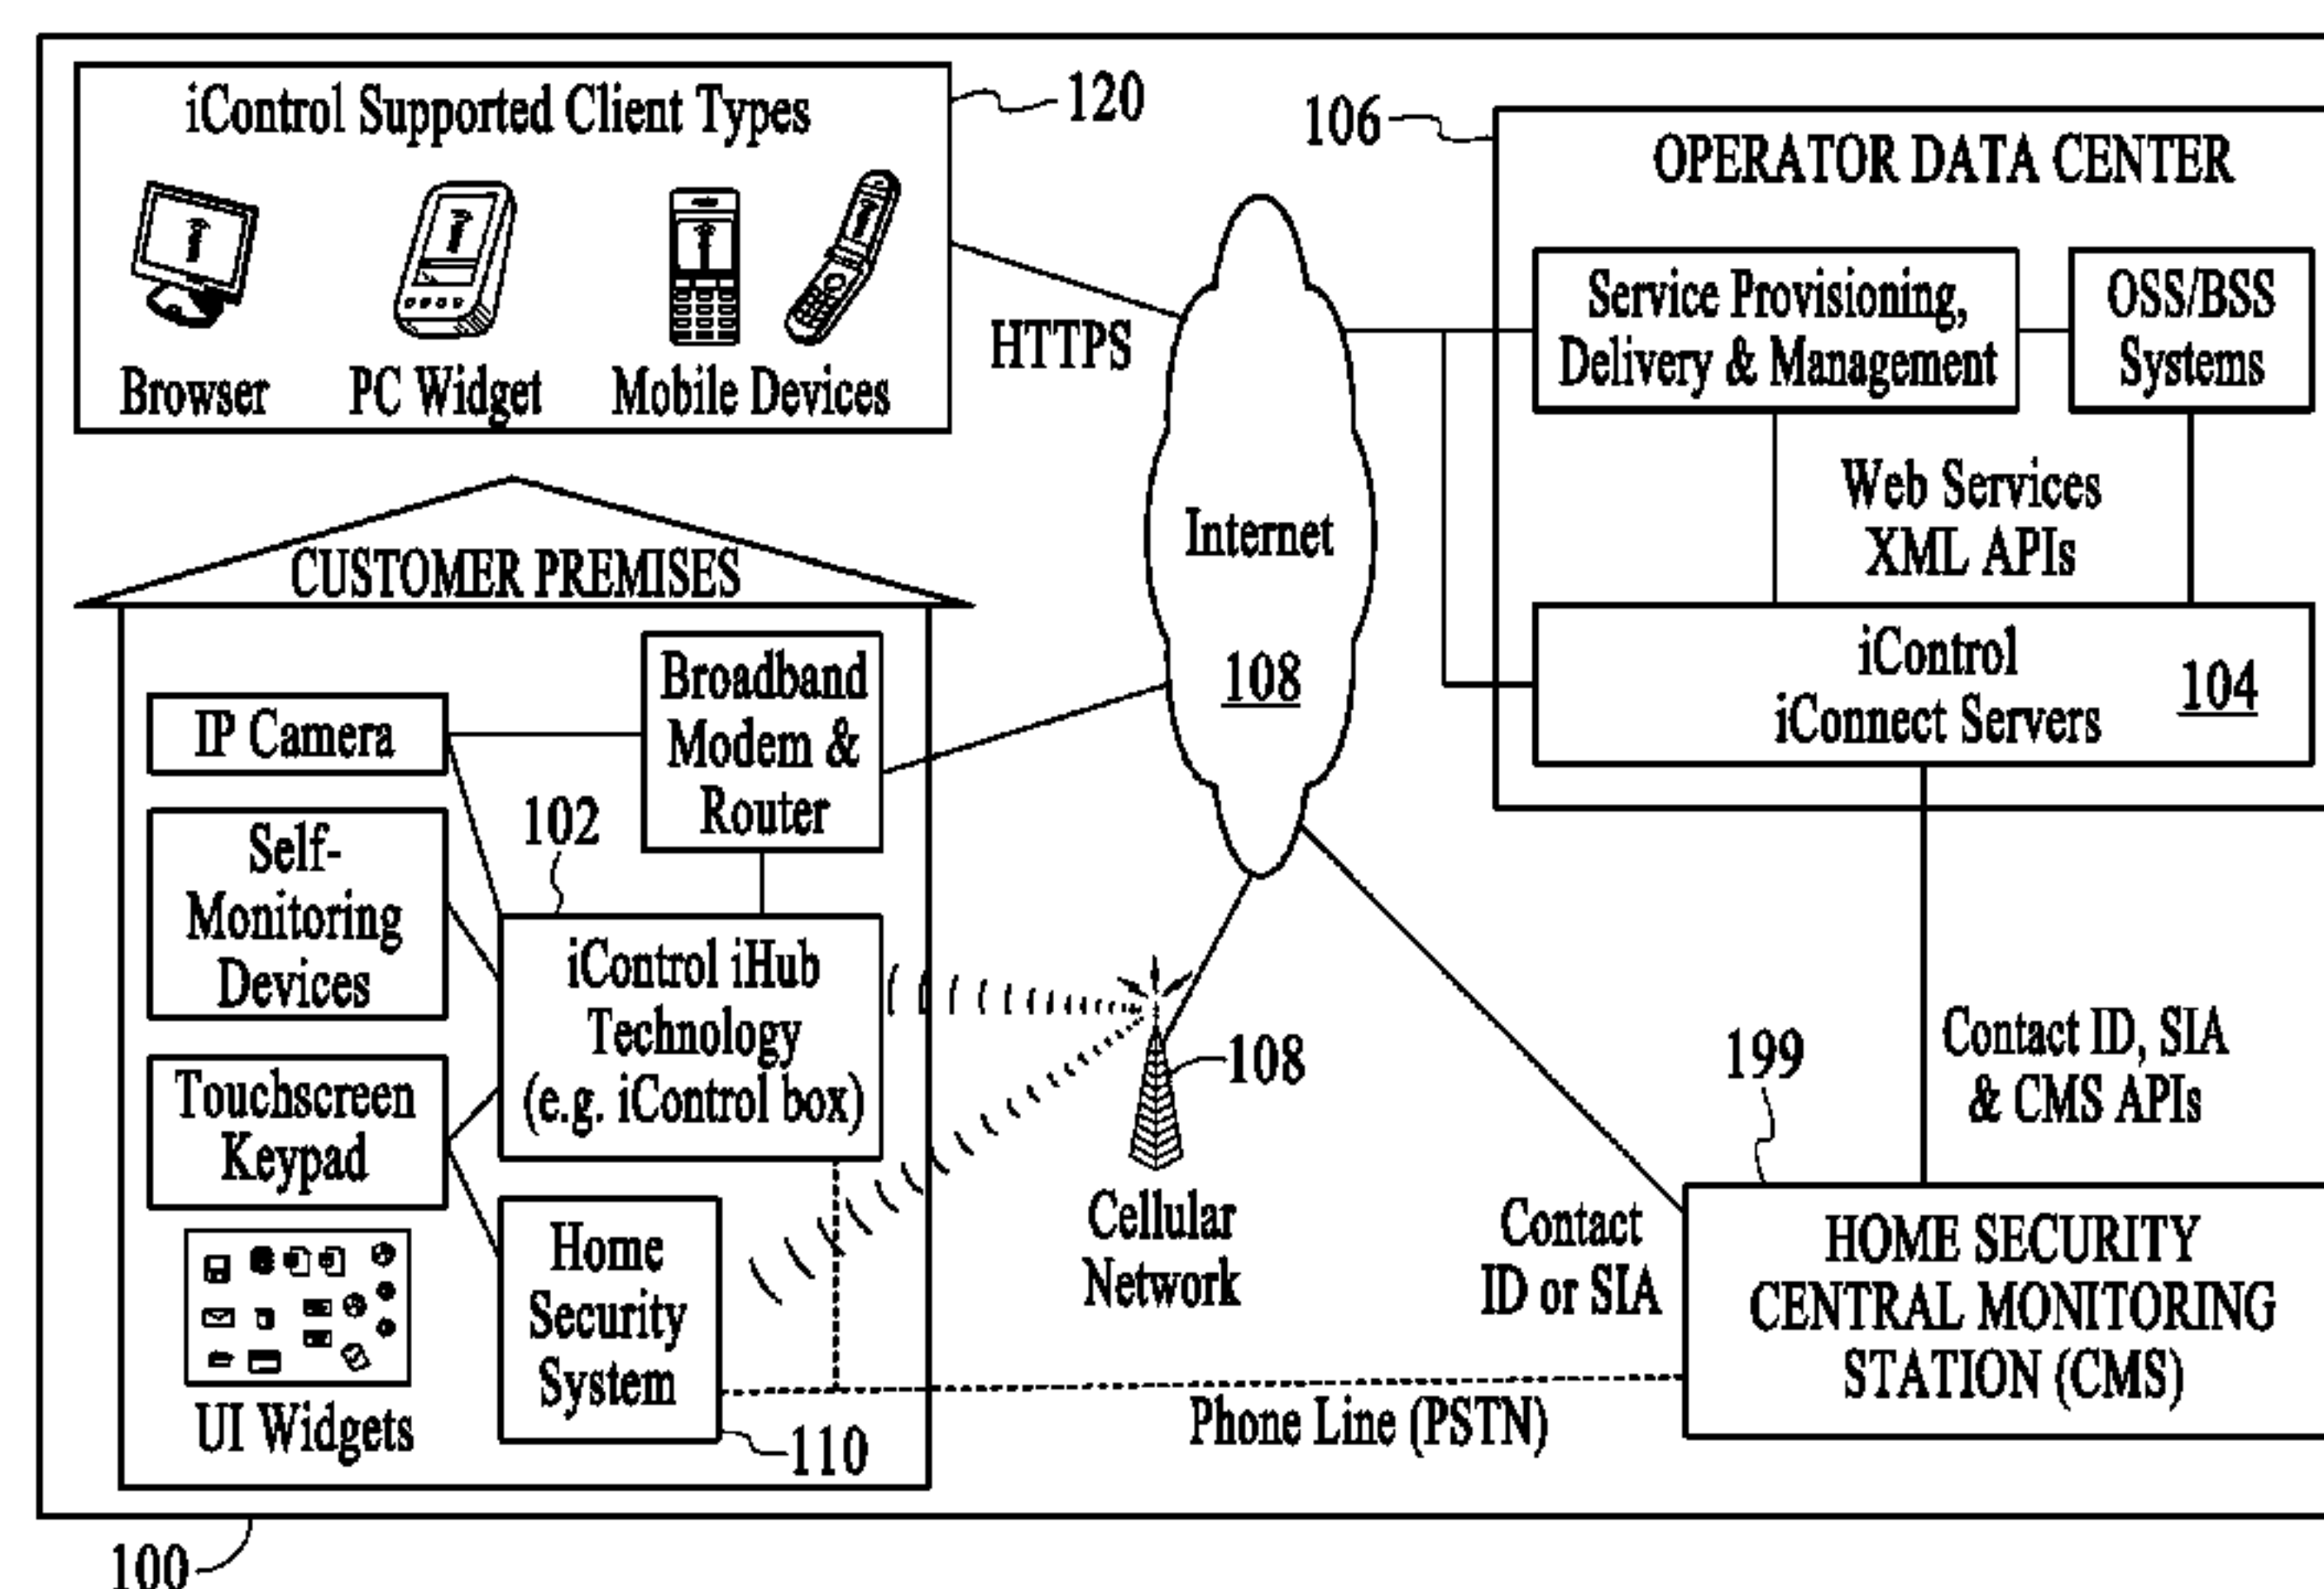 iControl Supported Client Types
120
Browser
PC Widget
Mobile Devices
HTTPS
106
OPERATOR DATA CENTER
Service Provisioning,
Delivery & Management
OSS/BSS
Systems
Web Services
XML APIs
iControl
iConnect Servers
104
Internet
108
CUSTOMER PREMISES
IP Camera
Broadband
Modem &
Router
102
Self-
Monitoring
Devices
iControl iHub
Technology
(e.g. iControl box)
Touchscreen
Keypad
UI Widgets
Home
Security
System
110
108
Cellular
Network
Contact ID, SIA
& CMS APIs
199
Contact
ID or SIA
HOME SECURITY
CENTRAL MONITORING
STATION (CMS)
Phone Line (PSTN)
100